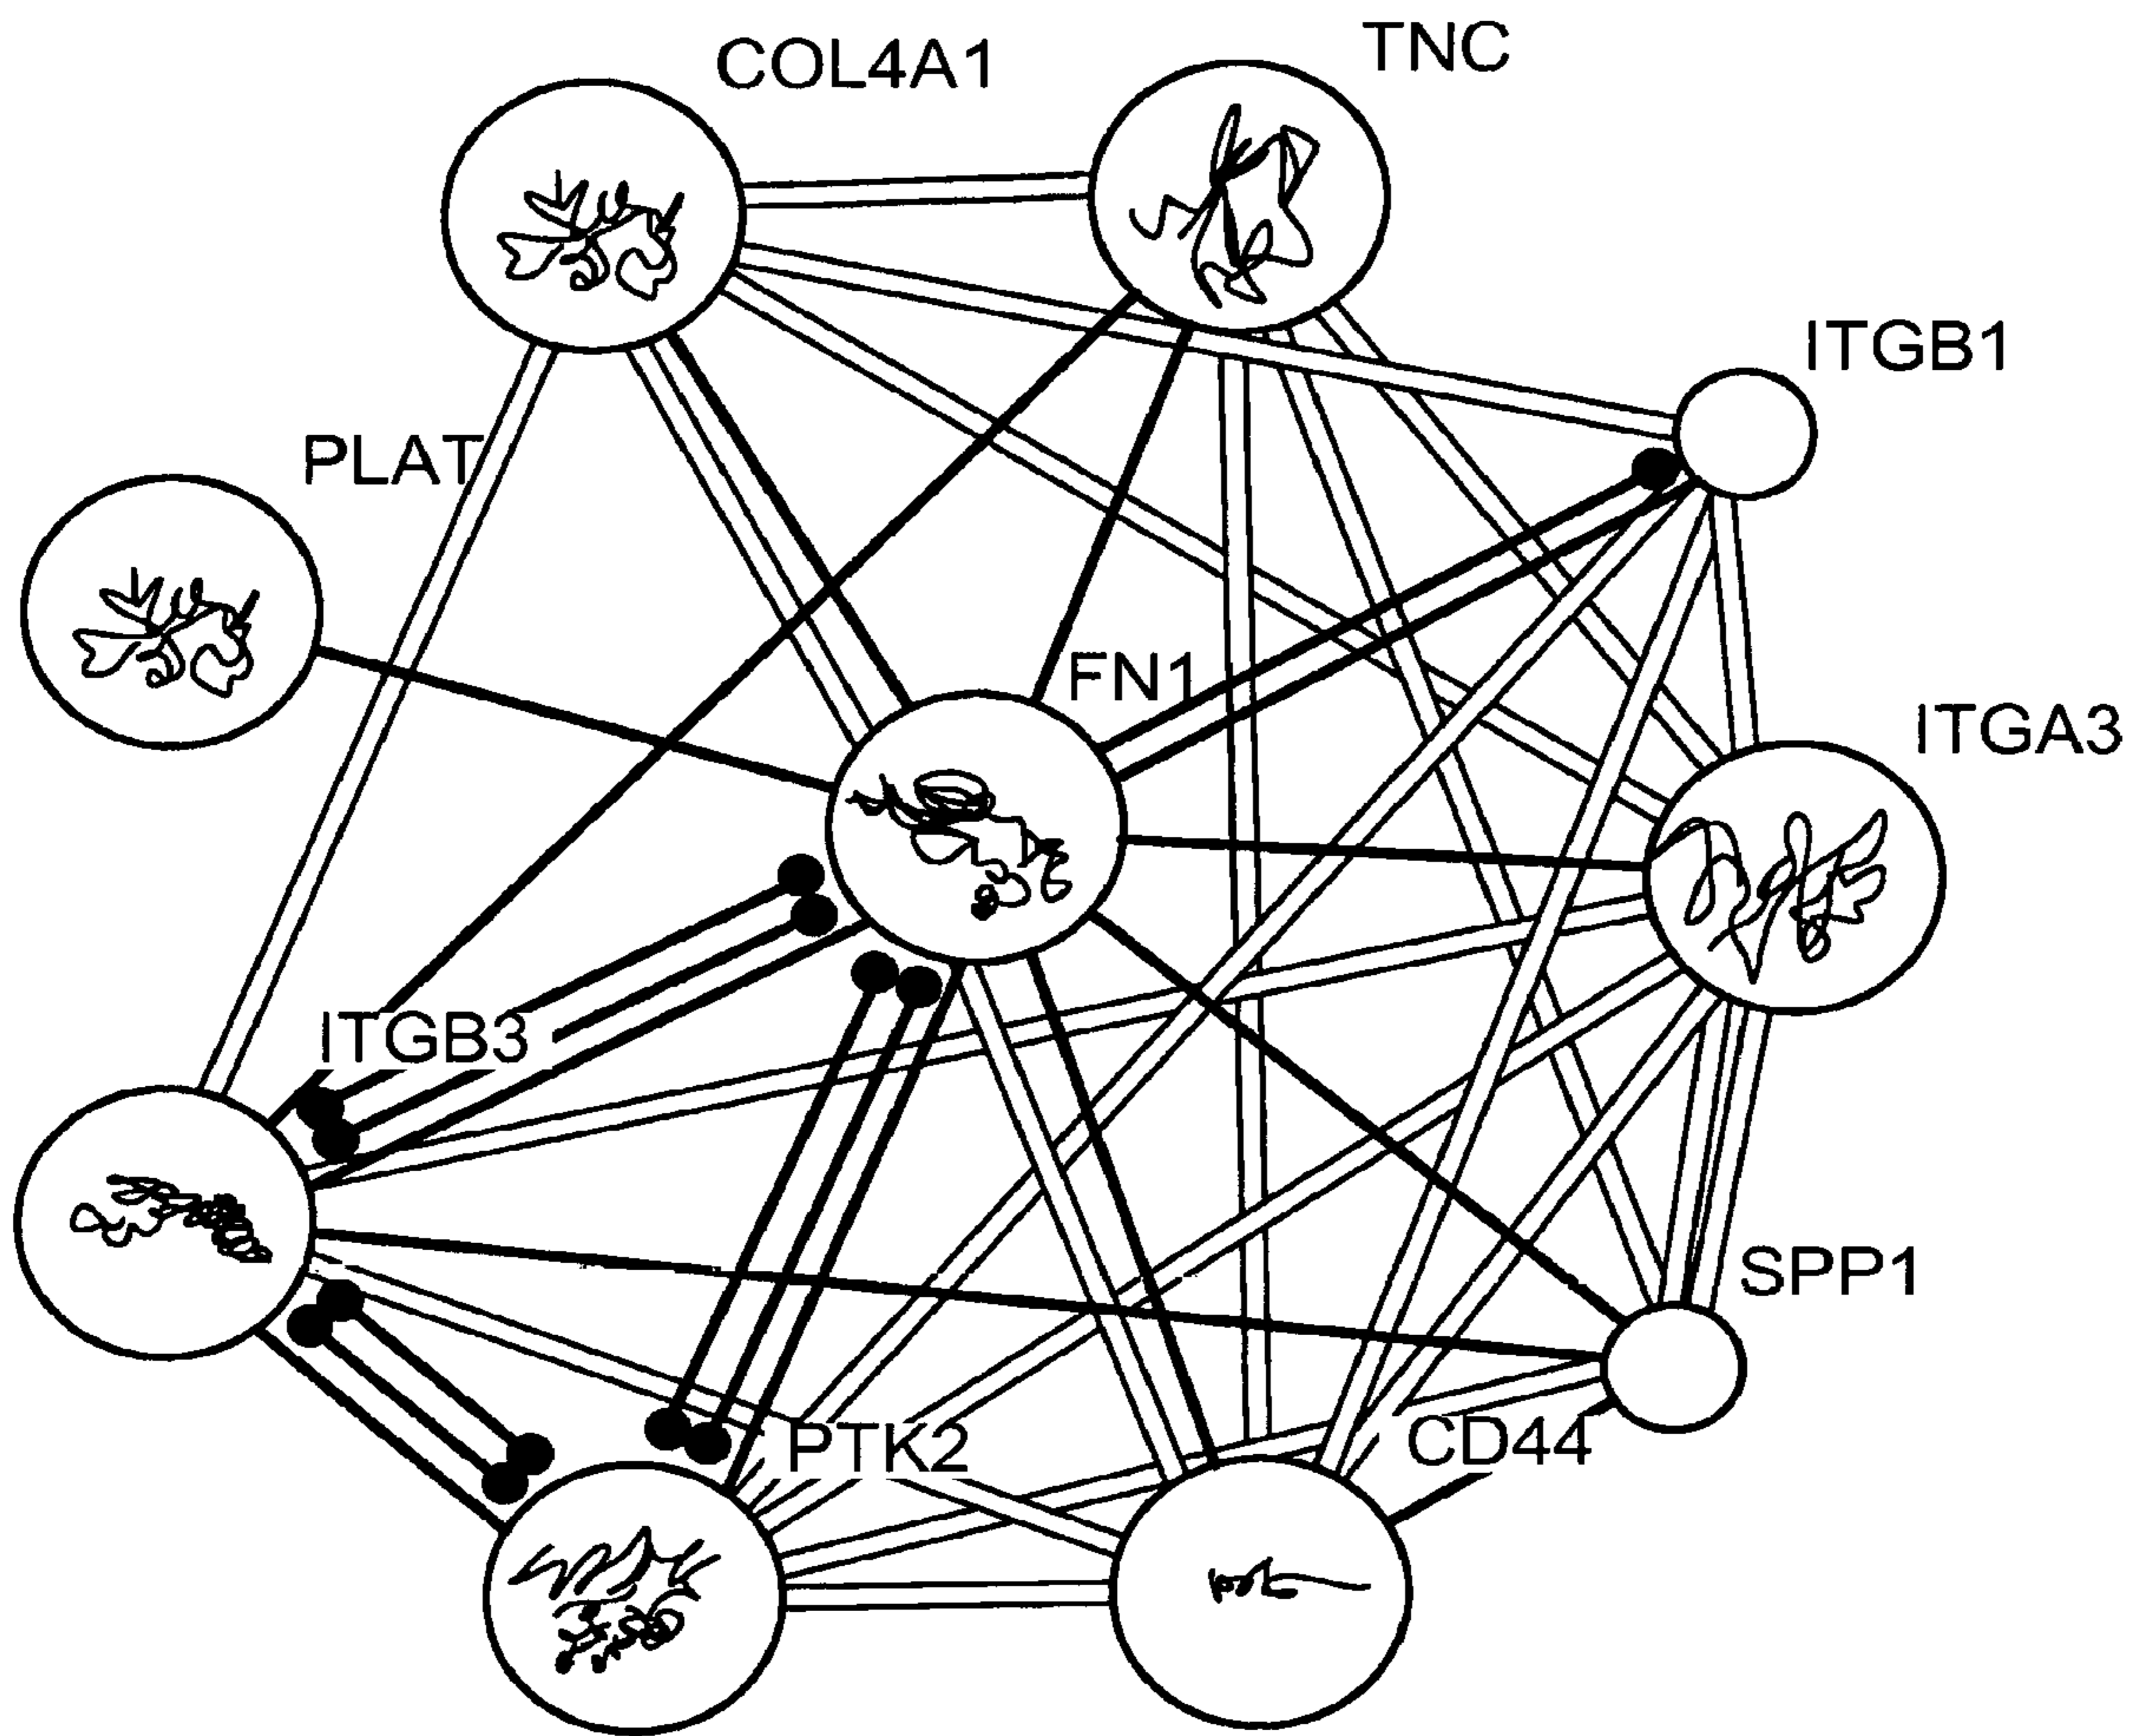 COL4A1
TNC
ITGB1
PLAT
FN1
ITGA3
ITGB3
SPP1
PTK2
CD44